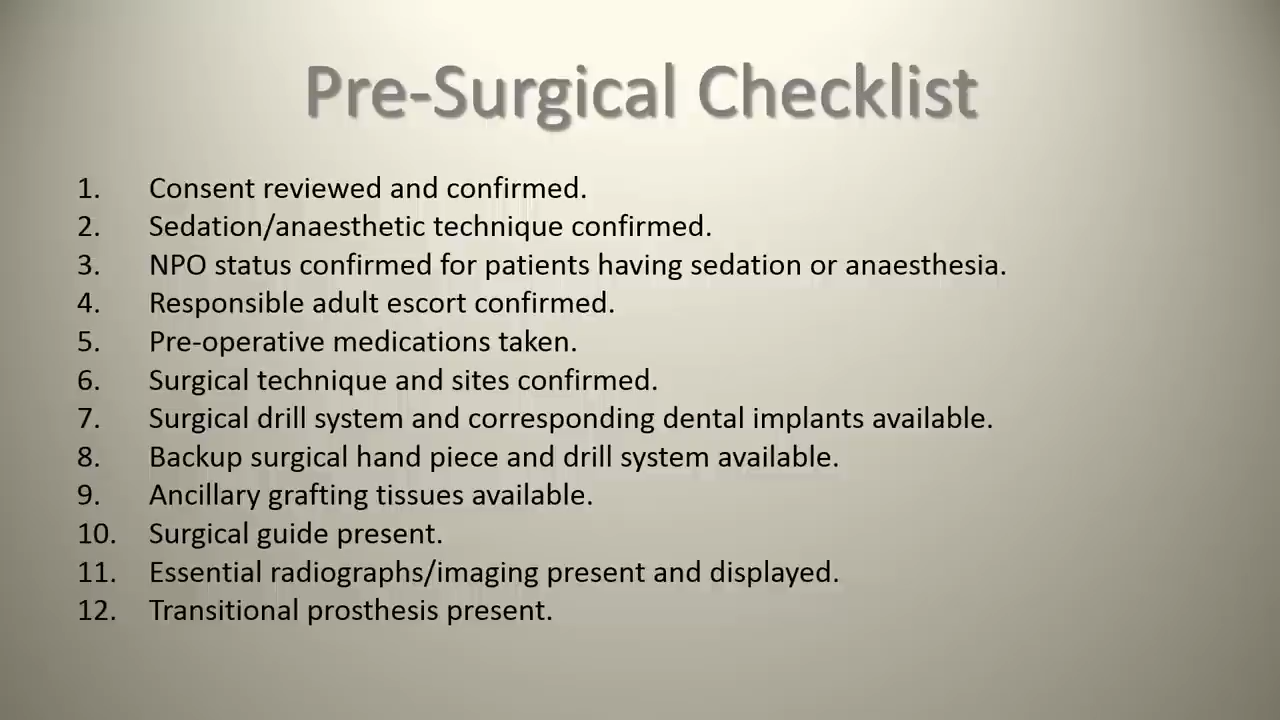 Pre-Surgical Checklist
1. Consent reviewed and confirmed.
2. Sedation/anaesthetic technique confirmed.
3. NPO status confirmed for patients having sedation or anaesthesia.
4. Responsible adult escort confirmed.
5. Pre-operative medications taken.
6. Surgical technique and sites confirmed.
7. Surgical drill system and corresponding dental implants available.
8. Backup surgical hand piece and drill system available.
9. Ancillary grafting tissues available.
10. Surgical guide present.
11. Essential radiographs/imaging present and displayed.
12. Transitional prosthesis present.